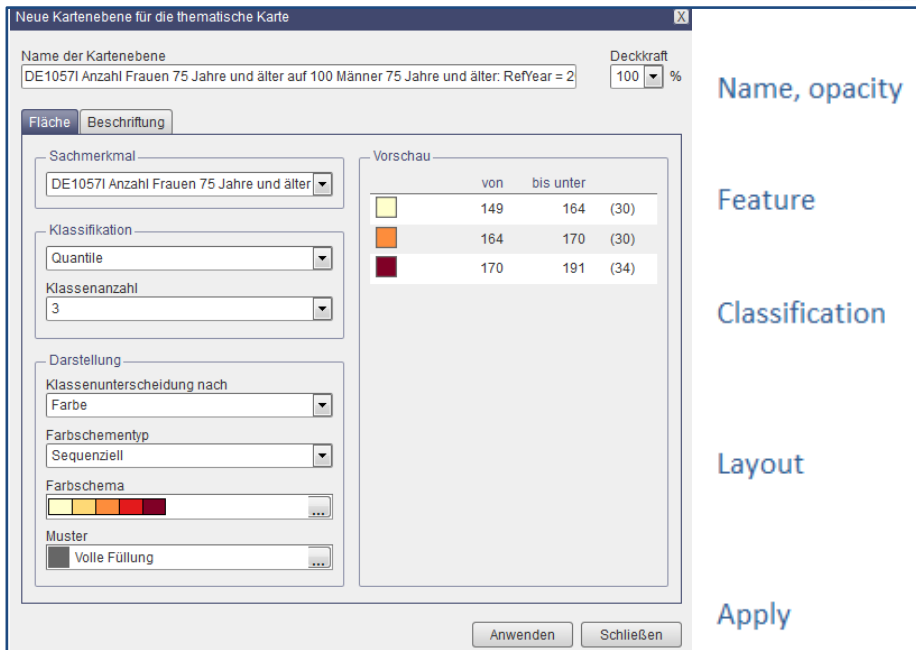 Neue Kartenebene für die thematische Karte X
Name der Kartenebene Deckkraft
DE1057I Anzahl Frauen 75 Jahre und älter auf 100 Männer 75 Jahre und älter: RefYear = 2 100 %
Name, opacity
Fläche Beschriftung
Sachmerkmal
DE1057I Anzahl Frauen 75 Jahre und älter
Feature
Klassifikation
Quantile
Klassenanzahl
3
Classification
Darstellung
Klassenunterscheidung nach
Farbe
Farbschementyp
Sequenziell
Farbschema
...
Muster
Volle Füllung ...
Layout
Vorschau
von bis unter
149 164 (30)
164 170 (30)
170 191 (34)
Anwenden Schließen
Apply